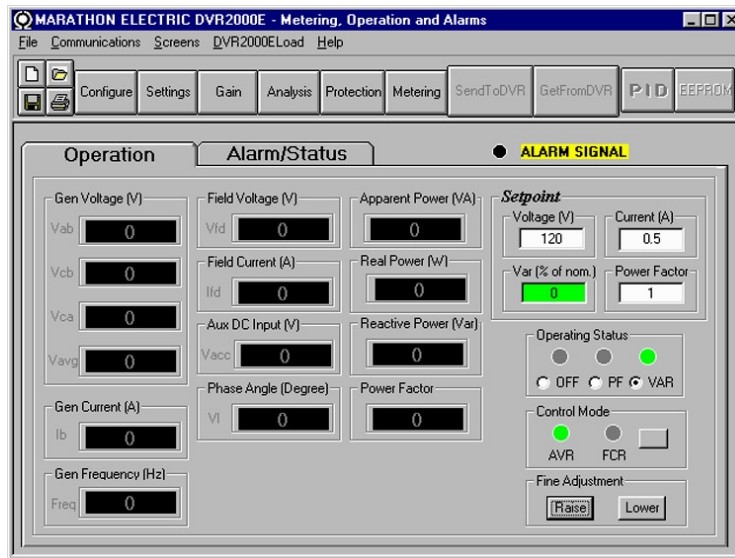 MARATHON ELECTRIC DVR2000E - Metering, Operation and Alarms
File Communications Screens DVR2000ELoad Help
Configure Settings Gain Analysis Protection Metering SendToDVR GetFromDVR PID EEPROM
Operation Alarm/Status ALARM SIGNAL
Gen Voltage (V)
Vab 0
Vcb 0
Vca 0
Vavg 0
Gen Current (A)
Ib 0
Gen Frequency (Hz)
Freq 0
Field Voltage (V)
Vfd 0
Field Current (A)
Ifd 0
Aux DC Input (V)
Vacc 0
Phase Angle (Degree)
VI 0
Apparent Power (VA)
0
Real Power (W)
0
Reactive Power (Var)
0
Power Factor
0
Setpoint
Voltage (V) Current (A)
120 0.5
Var (% of nom.) Power Factor
0 1
Operating Status
OFF PF VAR
Control Mode
AVR FCR
Fine Adjustment
Raise Lower